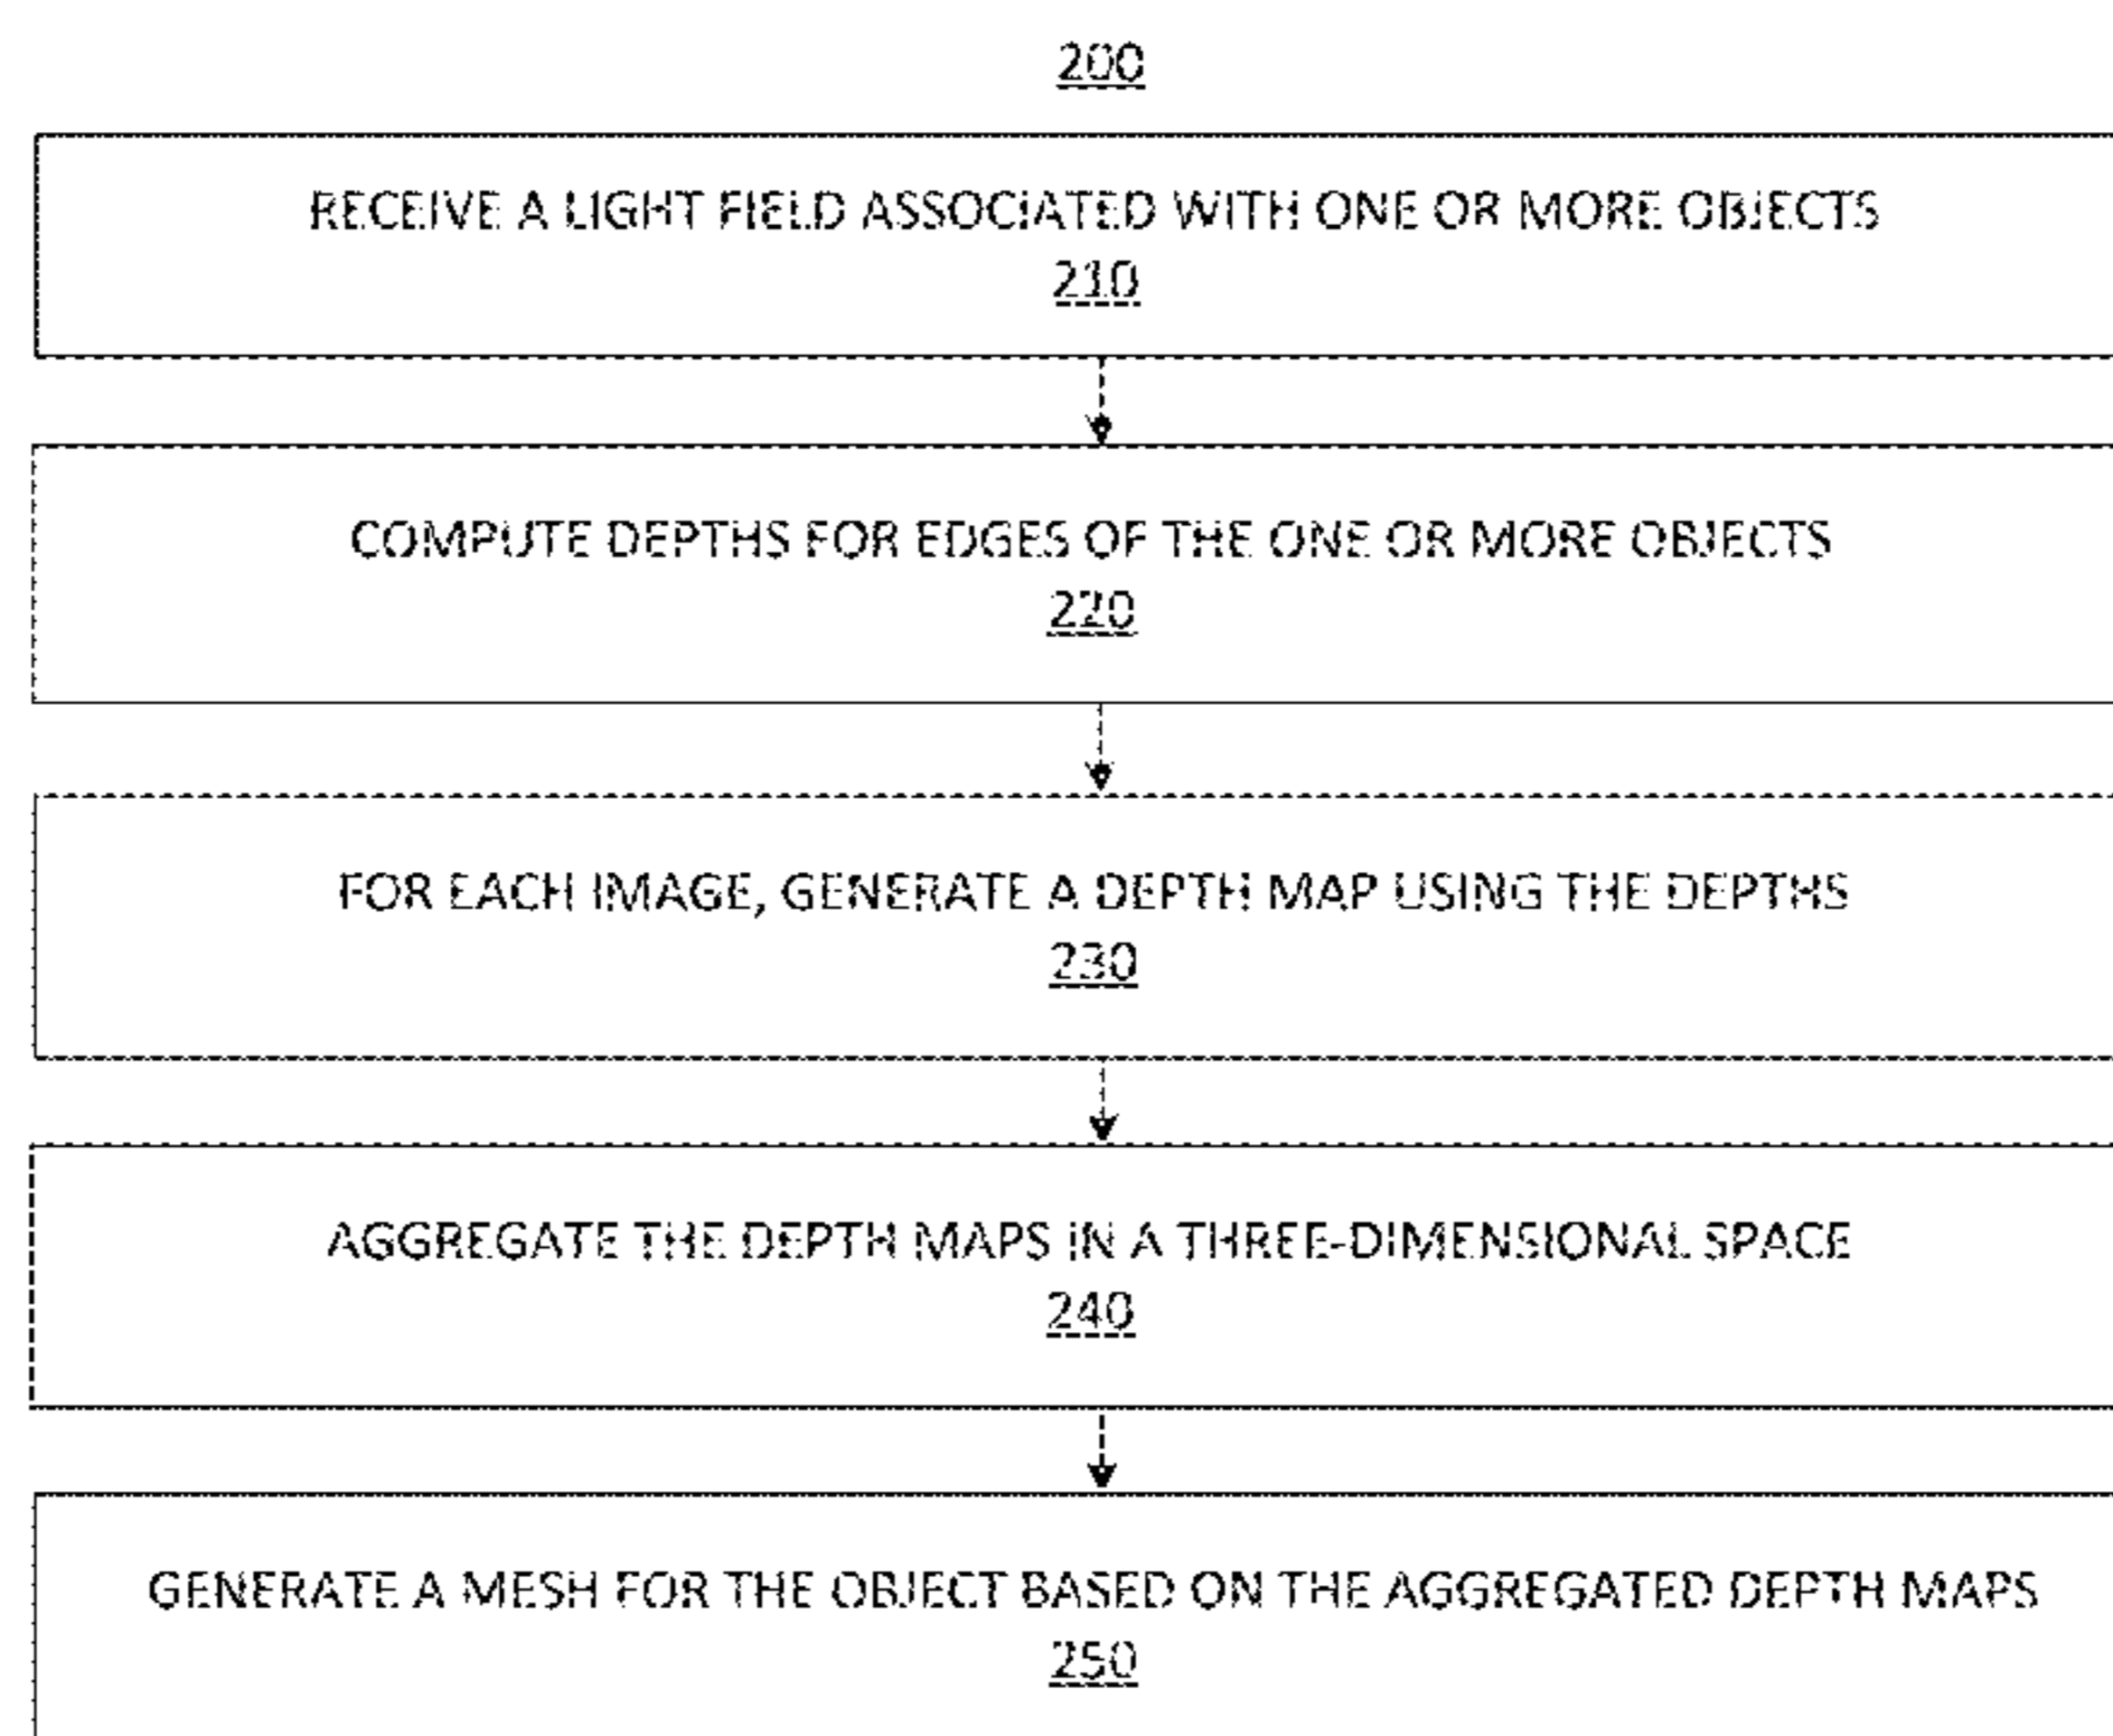 200
RECEIVE A LIGHT FIELD ASSOCIATED WITH ONE OR MORE OBJECTS
210
COMPUTE DEPTHS FOR EDGES OF THE ONE OR MORE OBJECTS
220
FOR EACH IMAGE, GENERATE A DEPTH MAP USING THE DEPTHS
230
AGGREGATE THE DEPTH MAPS IN A THREE-DIMENSIONAL SPACE
240
GENERATE A MESH FOR THE OBJECT BASED ON THE AGGREGATED DEPTH MAPS
250